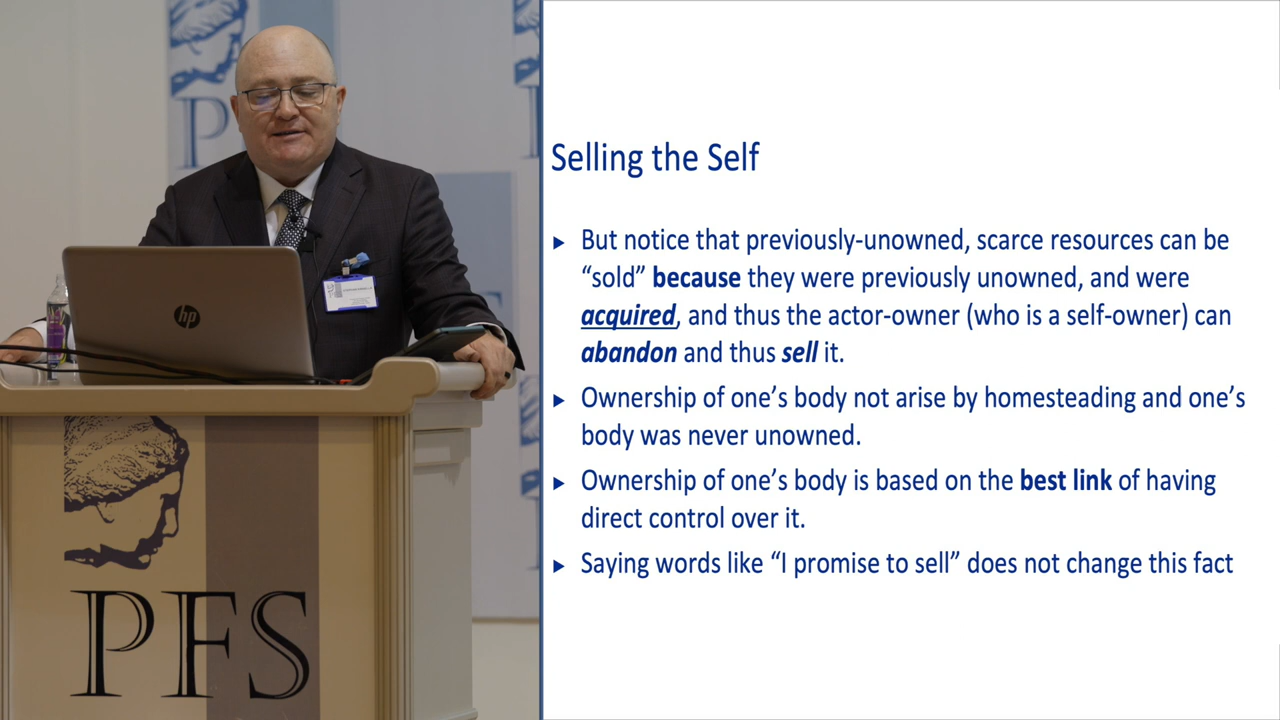 P
hp
PFS
Selling the Self
► But notice that previously-unowned, scarce resources can be
“sold” because they were previously unowned, and were
acquired, and thus the actor-owner (who is a self-owner) can
abandon and thus sell it.
► Ownership of one’s body not arise by homesteading and one’s
body was never unowned.
► Ownership of one’s body is based on the best link of having
direct control over it.
► Saying words like “I promise to sell” does not change this fact